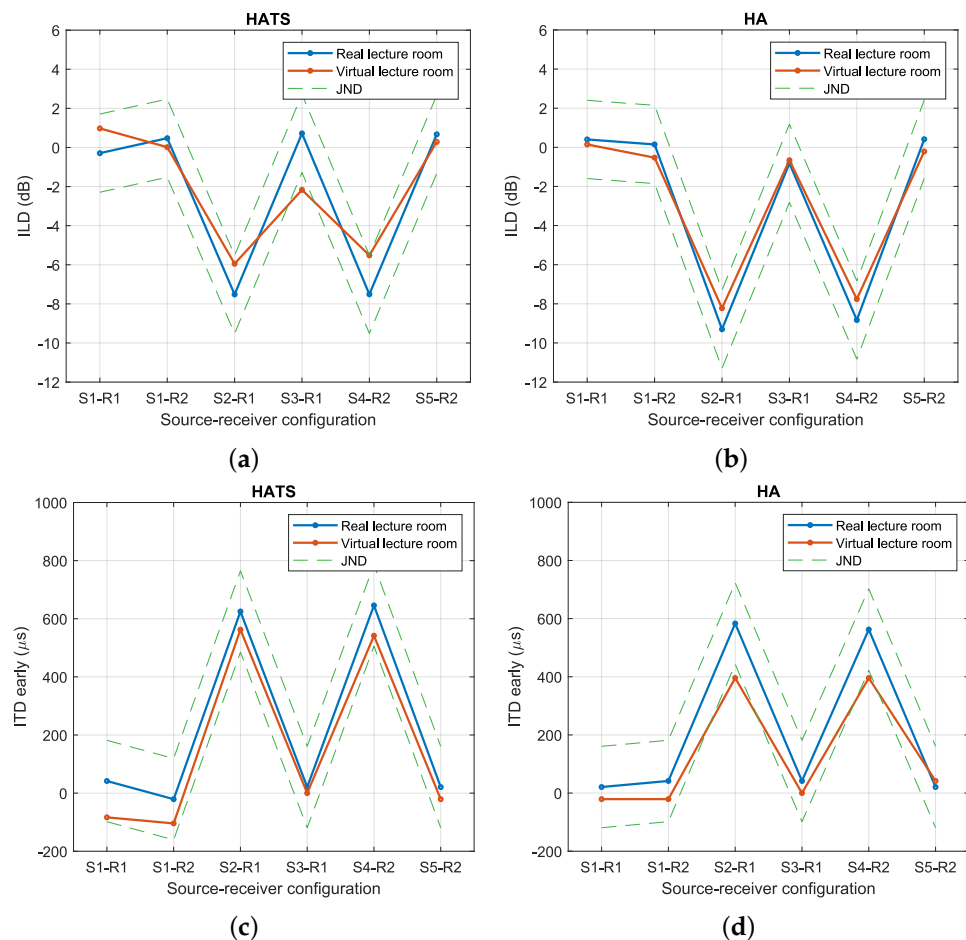 HATS
6
4
2
0
-2
-4
-6
-8
-10
-12
ILD (dB)
Real lecture room
Virtual lecture room
JND
S1-R1 S1-R2 S2-R1 S3-R1 S4-R2 S5-R2
Source-receiver configuration
(a)
HA
6
4
2
0
-2
-4
-6
-8
-10
-12
ILD (dB)
Real lecture room
Virtual lecture room
JND
S1-R1 S1-R2 S2-R1 S3-R1 S4-R2 S5-R2
Source-receiver configuration
(b)
HATS
1000
800
600
400
200
0
-200
ITD early (μs)
Real lecture room
Virtual lecture room
JND
S1-R1 S1-R2 S2-R1 S3-R1 S4-R2 S5-R2
Source-receiver configuration
(c)
HA
1000
800
600
400
200
0
-200
ITD early (μs)
Real lecture room
Virtual lecture room
JND
S1-R1 S1-R2 S2-R1 S3-R1 S4-R2 S5-R2
Source-receiver configuration
(d)